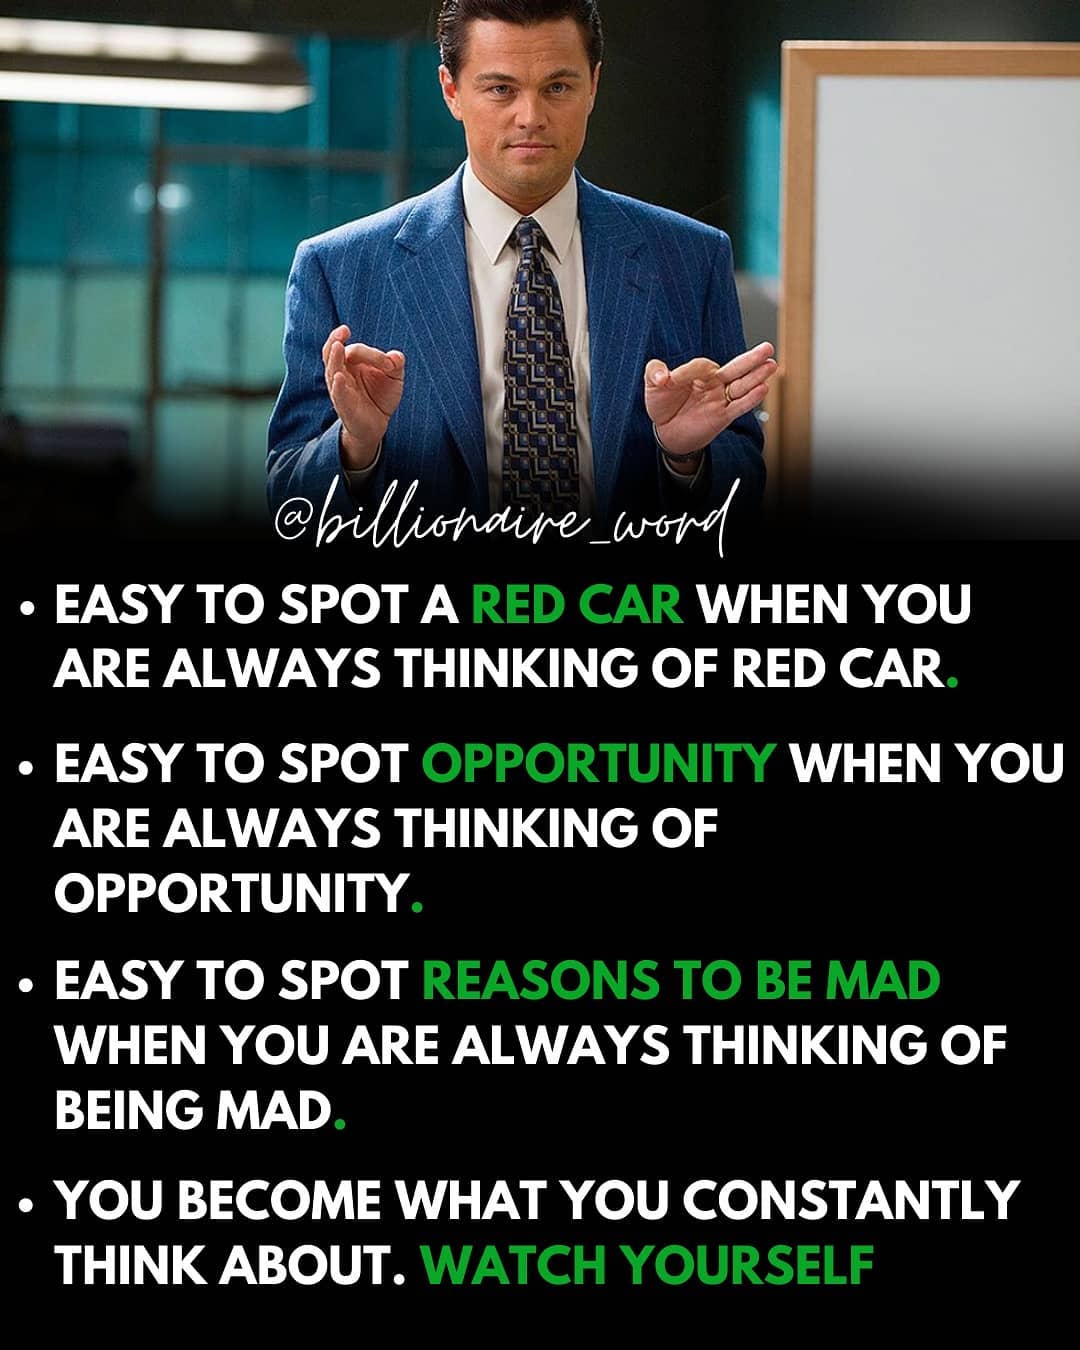 @billionaire_word
• EASY TO SPOT A RED CAR WHEN YOU
ARE ALWAYS THINKING OF RED CAR.
• EASY TO SPOT OPPORTUNITY WHEN YOU
ARE ALWAYS THINKING OF
OPPORTUNITY.
• EASY TO SPOT REASONS TO BE MAD
WHEN YOU ARE ALWAYS THINKING OF
BEING MAD.
• YOU BECOME WHAT YOU CONSTANTLY
THINK ABOUT. WATCH YOURSELF